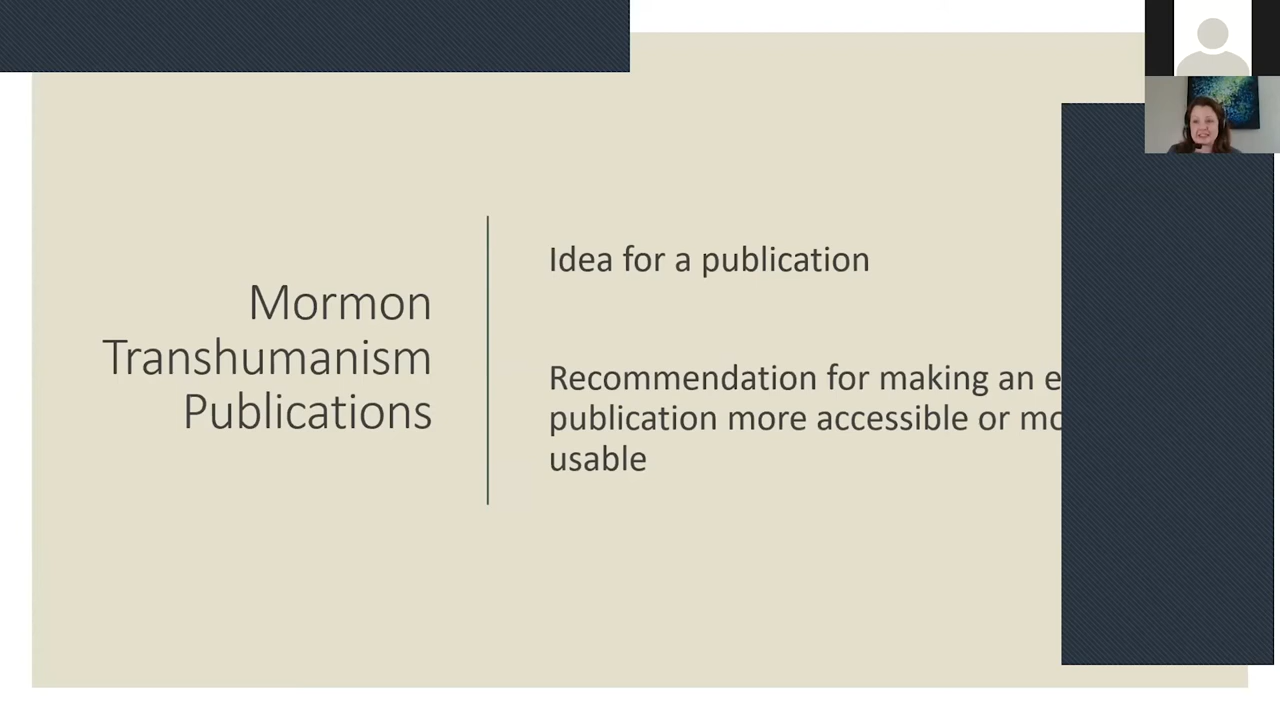 Mormon
Transhumanism
Publications
Idea for a publication
Recommendation for making an
publication more accessible or
usable